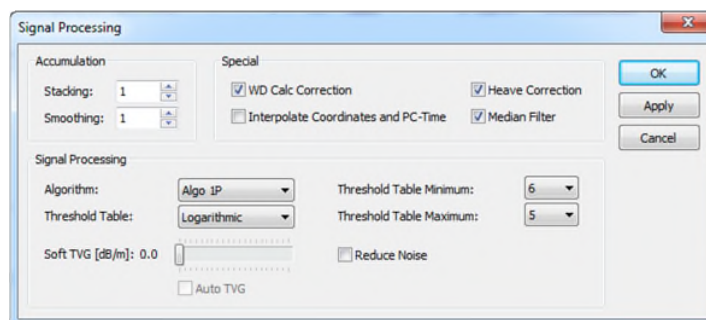 Signal Processing
Accumulation
Special
Stacking: 1
Smoothing: 1
WD Calc Correction
Heave Correction
Interpolate Coordinates and PC-Time
Median Filter
OK
Apply
Cancel
Signal Processing
Algorithm: Algo 1P
Threshold Table Minimum: 6
Threshold Table: Logarithmic
Threshold Table Maximum: 5
Soft TVG [dB/m]: 0.0
Reduce Noise
Auto TVG